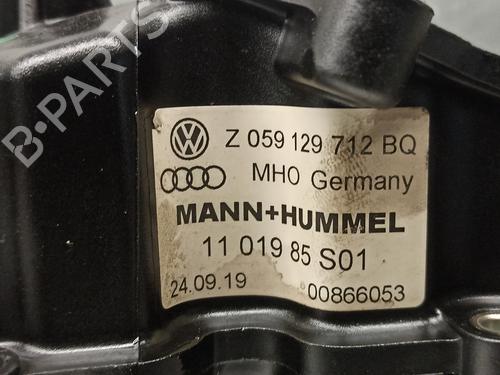 B-PARTS
Z 059 129 712 BQ
MH0 Germany
MANN+HUMMEL
11 019 85 S01
24.09.19 00866053